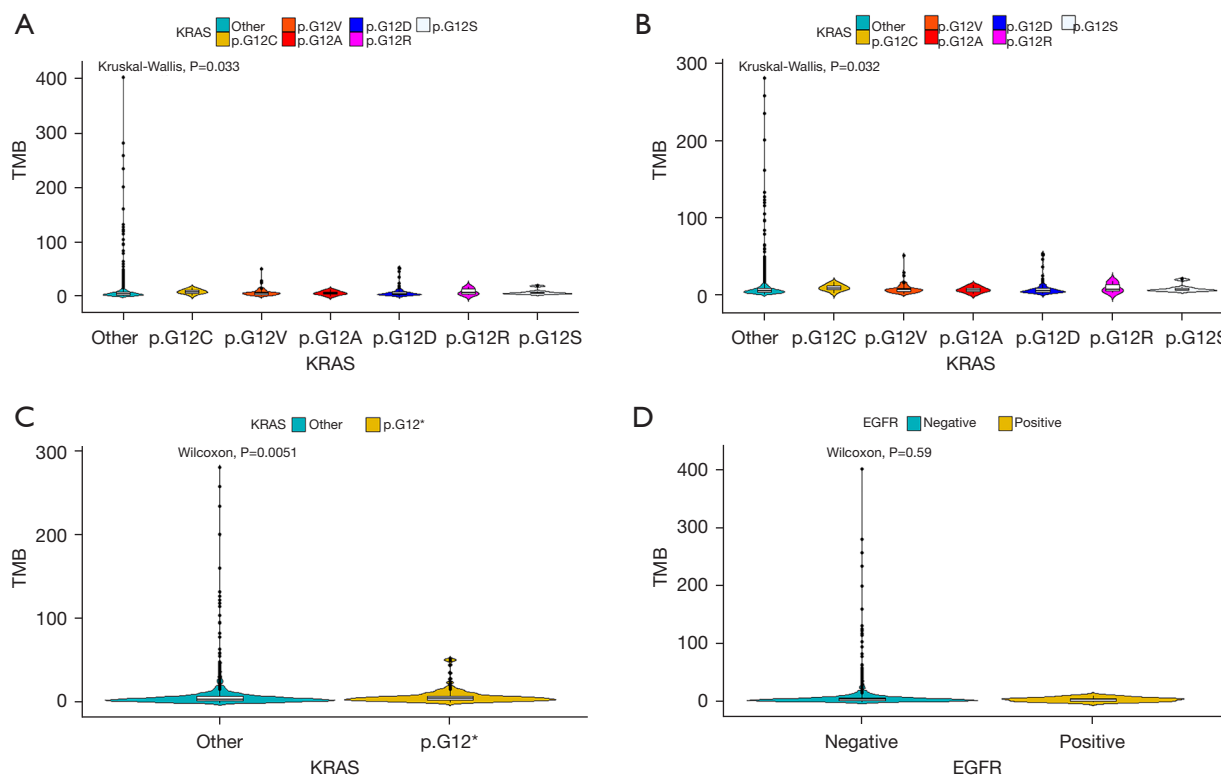 A
KRAS Other p.G12V p.G12D p.G12S
p.G12C p.G12A p.G12R
Kruskal-Wallis, P=0.033
400
300
200
100
0
TMB
Other p.G12C p.G12V p.G12A p.G12D p.G12R p.G12S
KRAS
B
KRAS Other p.G12V p.G12D p.G12S
p.G12C p.G12A p.G12R
Kruskal-Wallis, P=0.032
300
200
100
0
TMB
Other p.G12C p.G12V p.G12A p.G12D p.G12R p.G12S
KRAS
C
KRAS Other p.G12*
Wilcoxon, P=0.0051
300
200
100
0
TMB
Other p.G12*
KRAS
D
EGFR Negative Positive
Wilcoxon, P=0.59
400
300
200
100
0
TMB
Negative Positive
EGFR